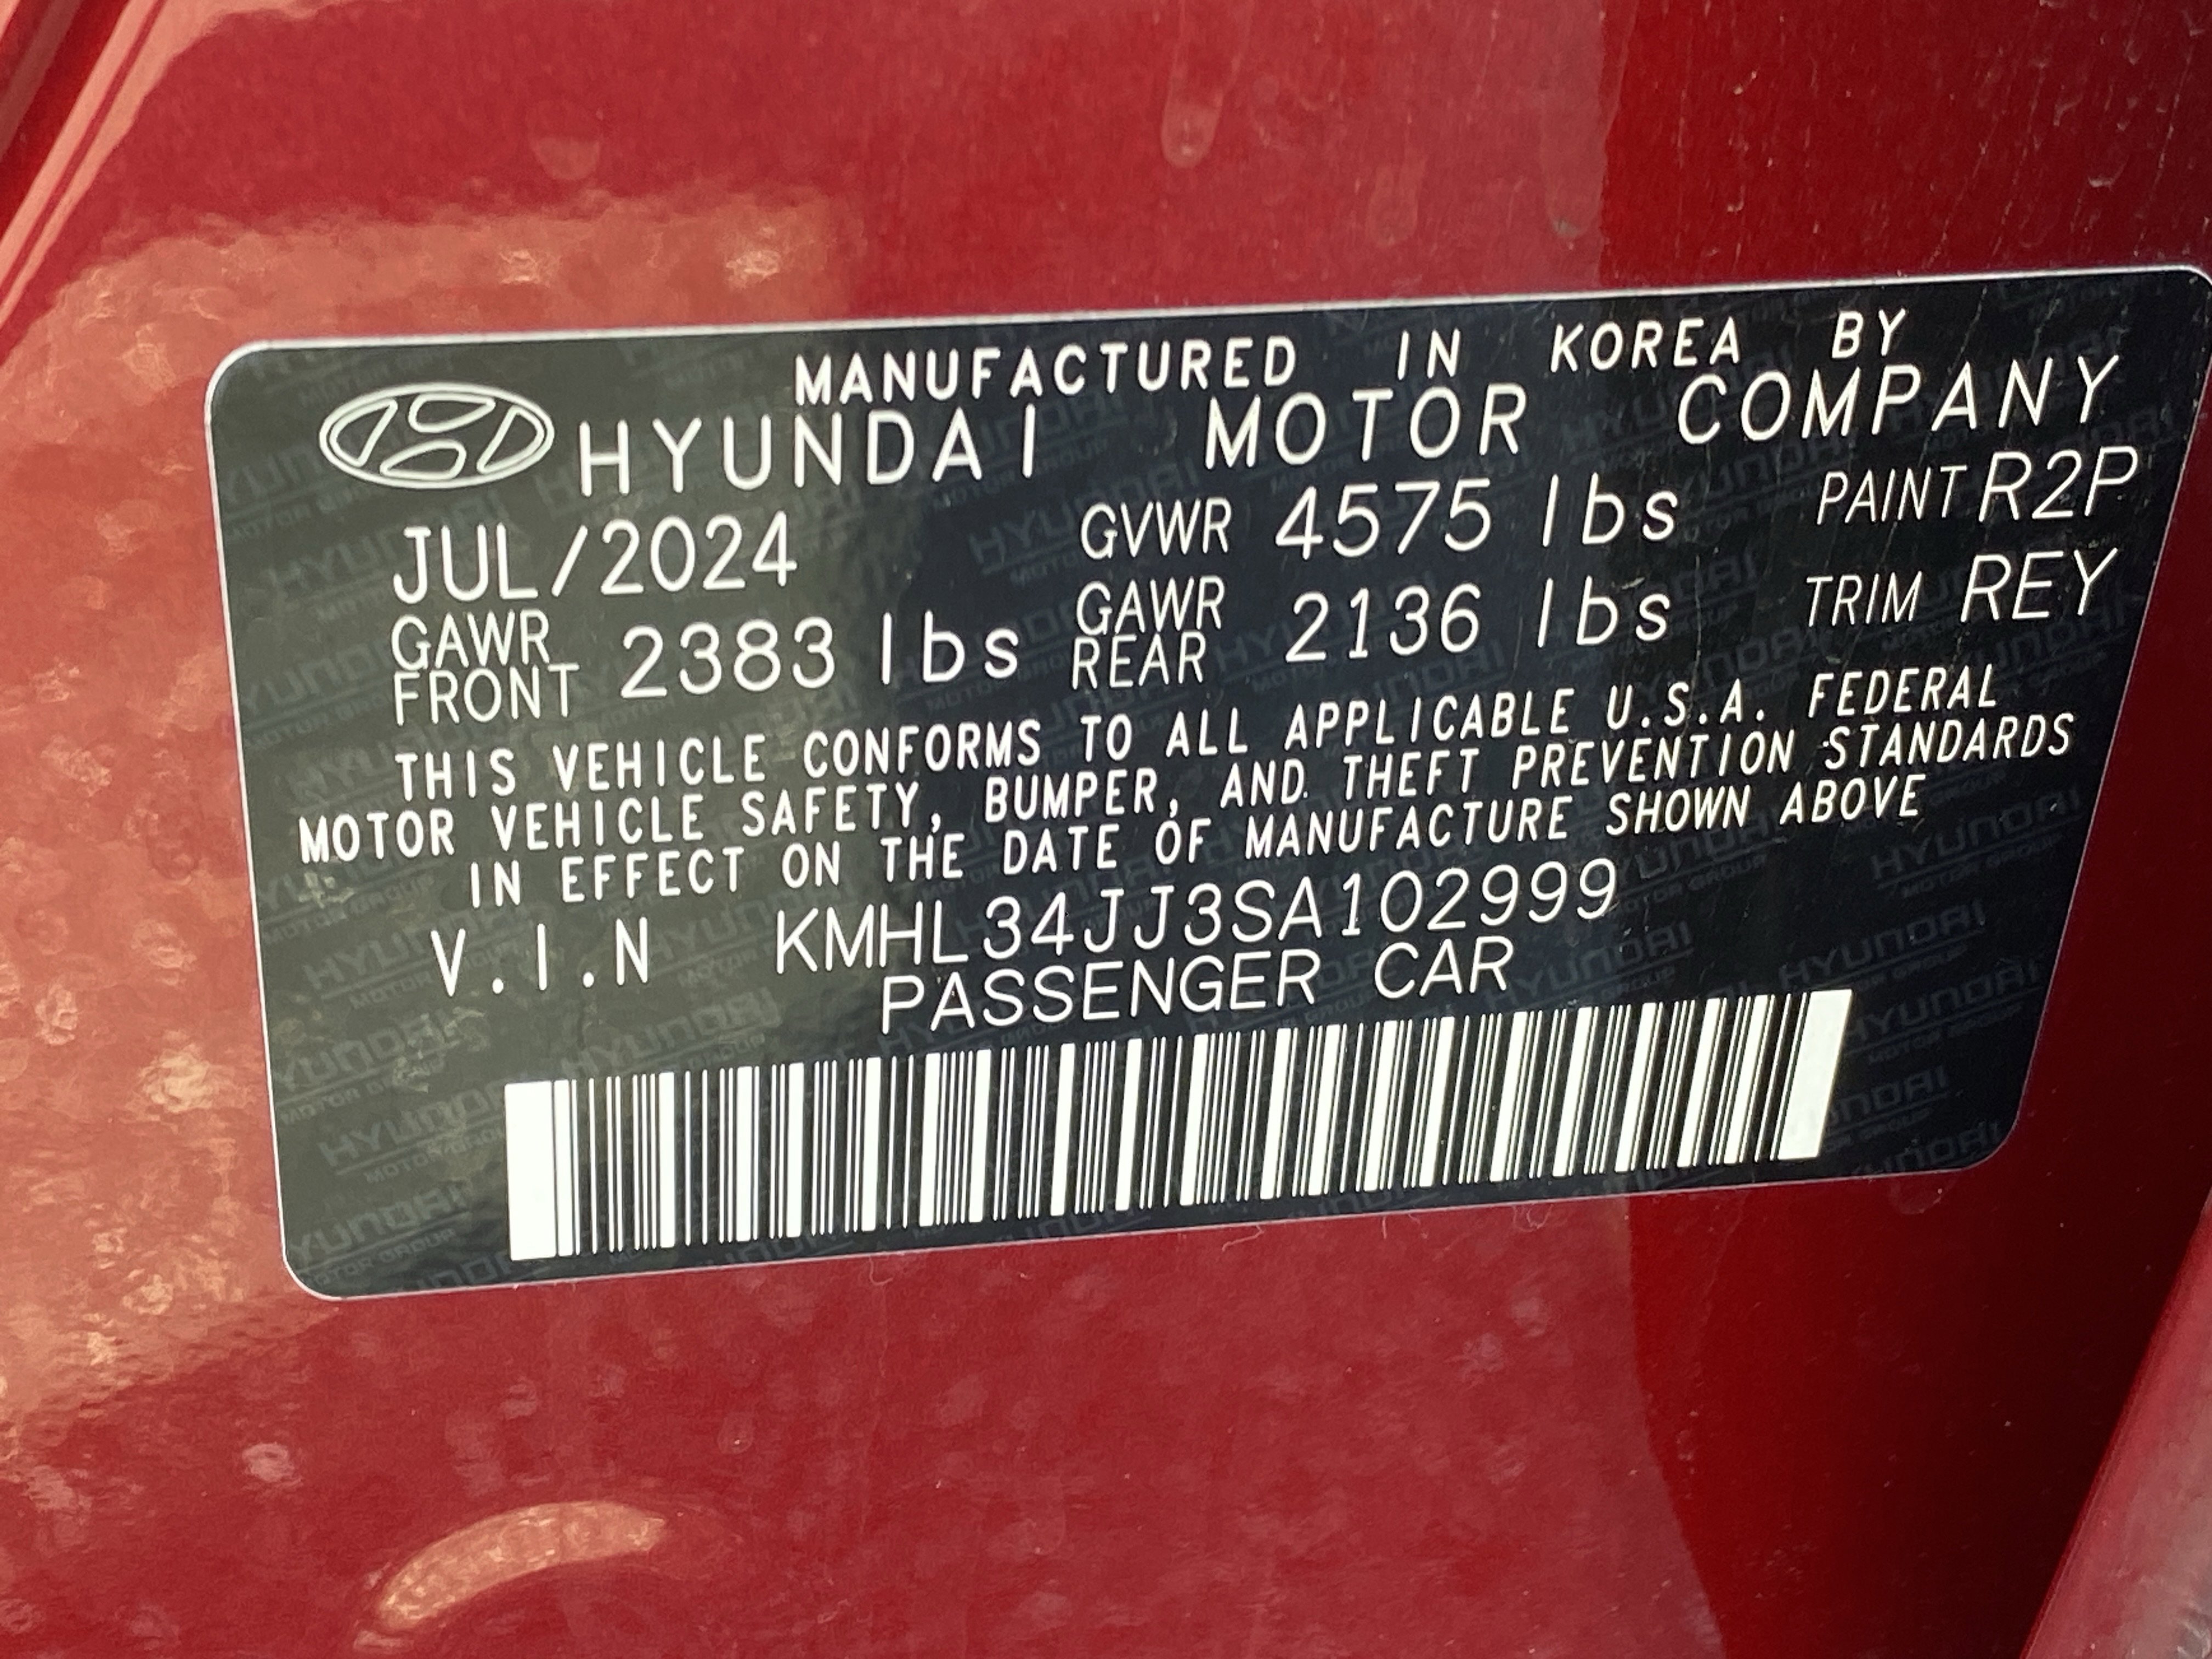 MANUFACTURED IN KOREA BY
HYUNDAI MOTOR COMPANY
JUL/2024 GVWR 4575 lbs PAINT R2P
GAWR FRONT 2383 lbs GAWR REAR 2136 lbs TRIM REY
THIS VEHICLE CONFORMS TO ALL APPLICABLE U.S.A. FEDERAL
MOTOR VEHICLE SAFETY, BUMPER, AND THEFT PREVENTION STANDARDS
IN EFFECT ON THE DATE OF MANUFACTURE SHOWN ABOVE
V.I.N KMHL34JJ3SA102999
PASSENGER CAR